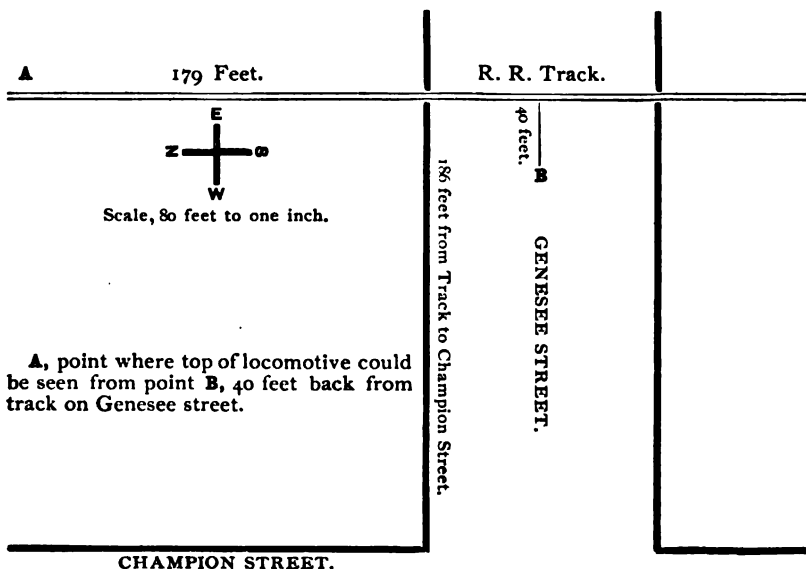 A 179 Feet. R. R. Track.
E
N S
W
Scale, 80 feet to one inch.
40 feet.
B
186 feet from Track to Champion Street.
GENESEE STREET.
A, point where top of locomotive could
be seen from point B, 40 feet back from
track on Genesee street.
CHAMPION STREET.